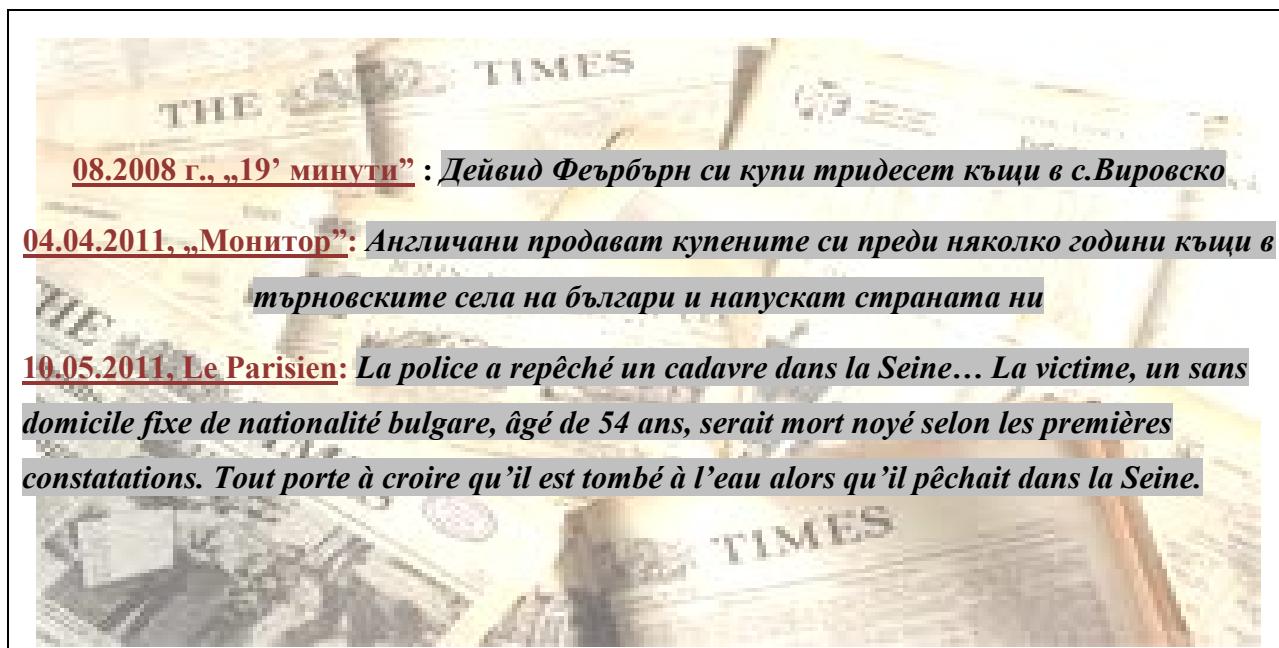 THE TIMES
08.2008 г., „19’ минути” : Дейвид Феърбърн си купи тридесет къщи в с.Вировско
04.04.2011, „Монитор”: Англичани продават купените си преди няколко години къщи в
търновските села на българи и напускат страната ни
10.05.2011, Le Parisien: La police a repêché un cadavre dans la Seine… La victime, un sans
domicile fixe de nationalité bulgare, âgé de 54 ans, serait mort noyé selon les premières
constatations. Tout porte à croire qu’il est tombé à l’eau alors qu’il pêchait dans la Seine.
TIMES